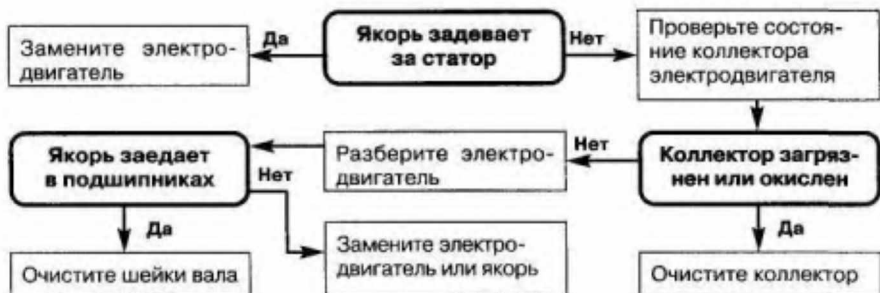 Замените электро-
двигатель
Да
Якорь задевает
за статор
Нет
Проверьте состоя-
ние коллектора
электродвигателя
Якорь заедает
в подшипниках
Нет
Разберите электро-
двигатель
Нет
Коллектор загряз-
нен или окислен
Да
Очистите шейки вала
Замените электро-
двигатель или якорь
Да
Очистите коллектор